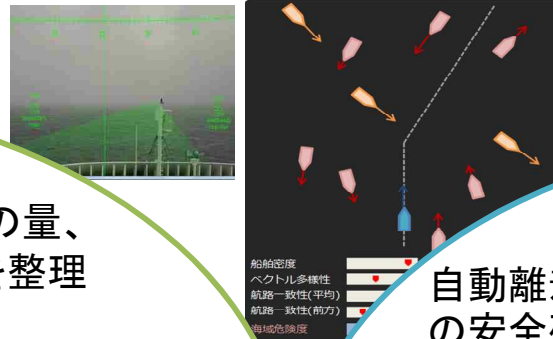 の量、
を整理
船舶密度
ベクトル多様性
航路一致性(平均)
航路一致性(前方)
海域危険度
自動離
の安全